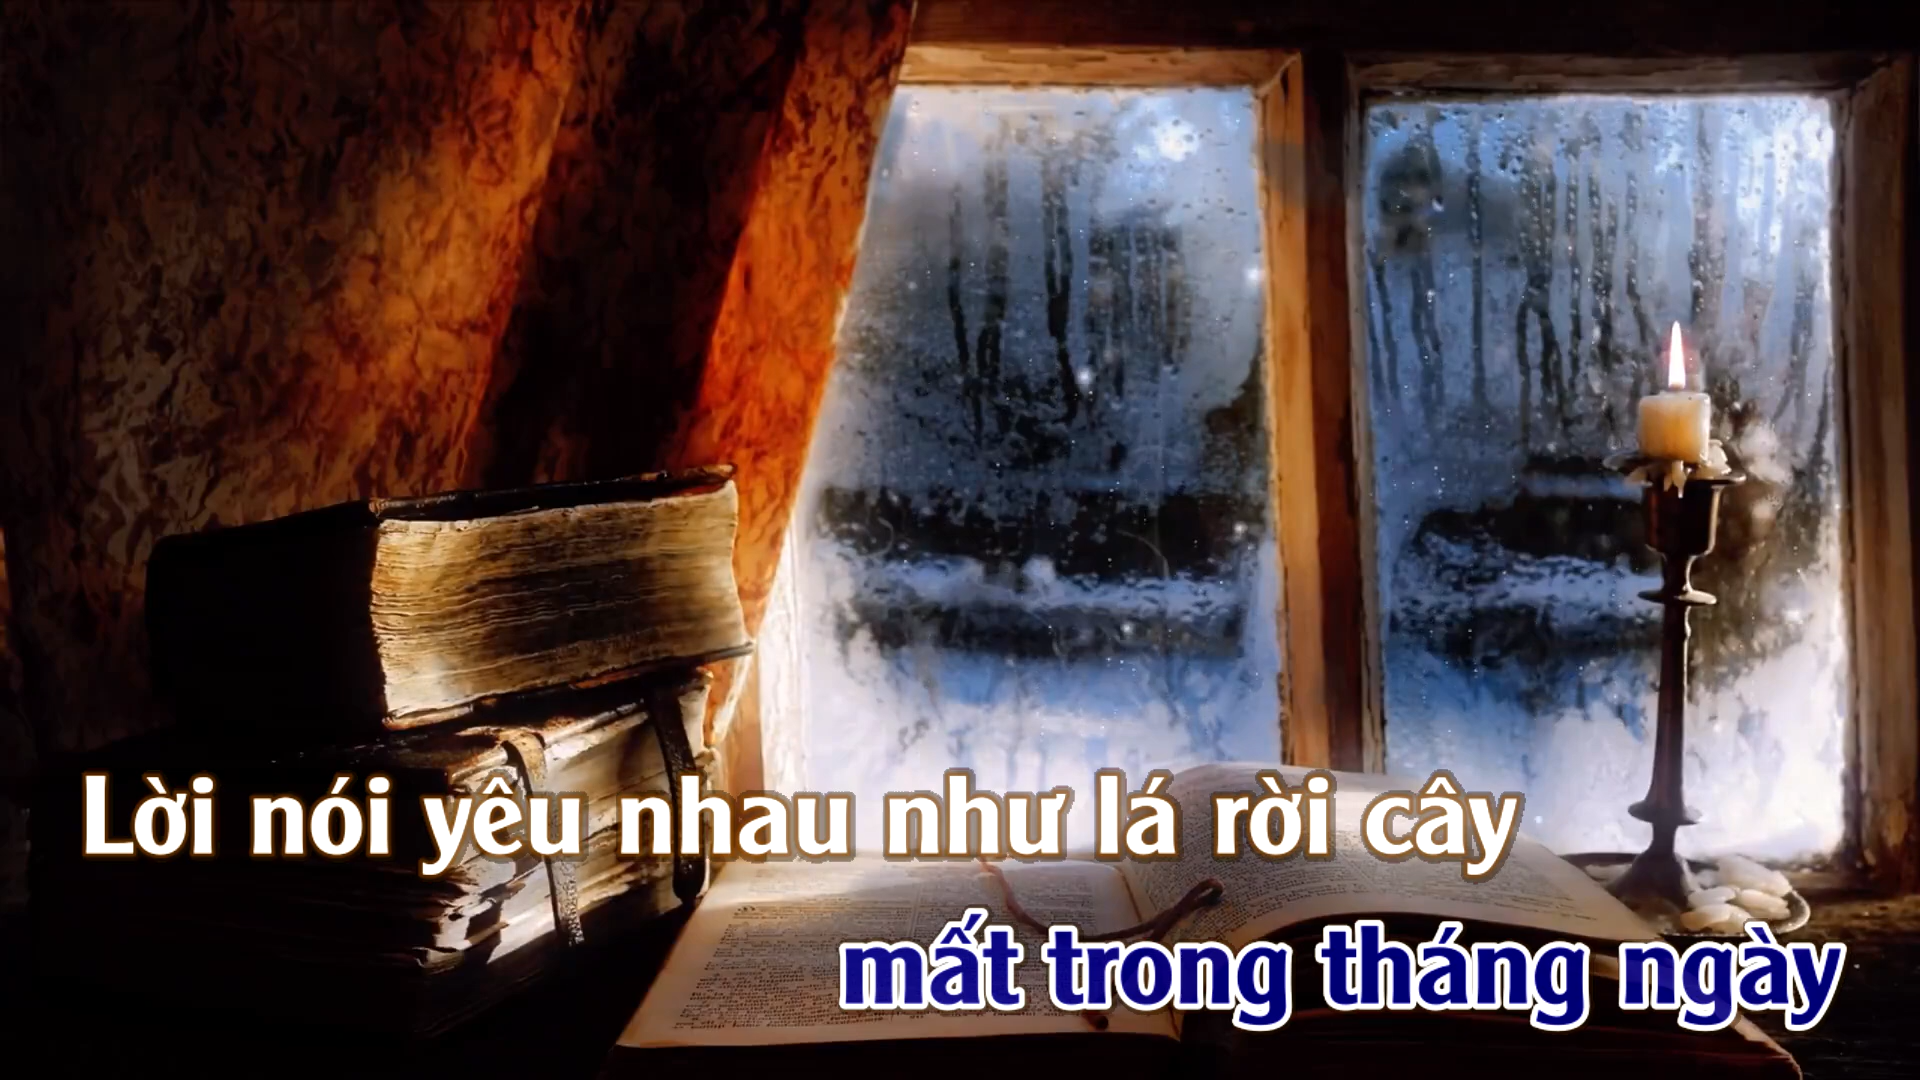 Lời nói yêu nhau như lá rời cây
mất trong tháng ngày